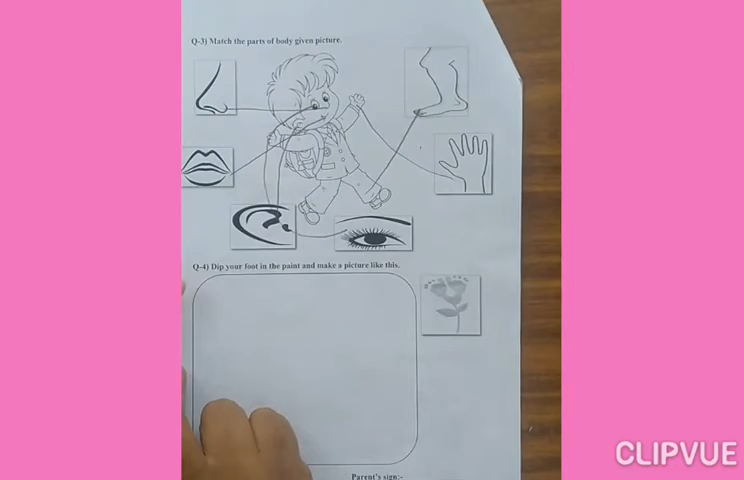 Q-3) Match the parts of body given picture.
Q-4) Dip your foot in the paint and make a picture like this.
Parent's sign:-
CLIPVUE